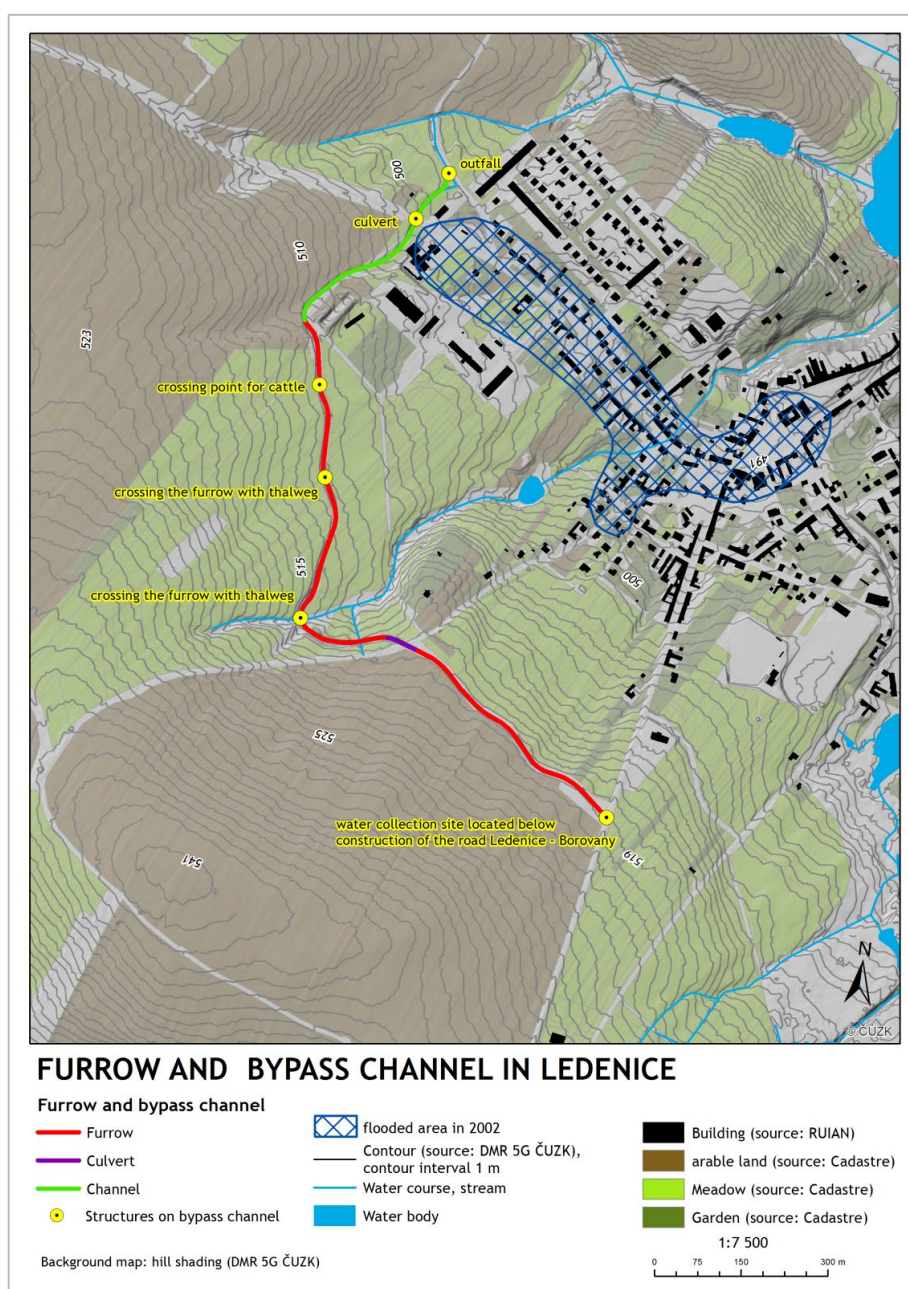 outfall
500
culvert
510
523
crossing point for cattle
491
crossing the furrow with thalweg
515
500
crossing the furrow with thalweg
525
water collection site located below
construction of the road Ledenice - Borovany
519
541
N
© ČÚZK
FURROW AND BYPASS CHANNEL IN LEDENICE
Furrow and bypass channel
Furrow
Culvert
Channel
Structures on bypass channel
flooded area in 2002
Contour (source: DMR 5G ČUZK),
contour interval 1 m
Water course, stream
Water body
Building (source: RUIAN)
arable land (source: Cadastre)
Meadow (source: Cadastre)
Garden (source: Cadastre)
1:7 500
0 75 150 300 m
Background map: hill shading (DMR 5G ČUZK)